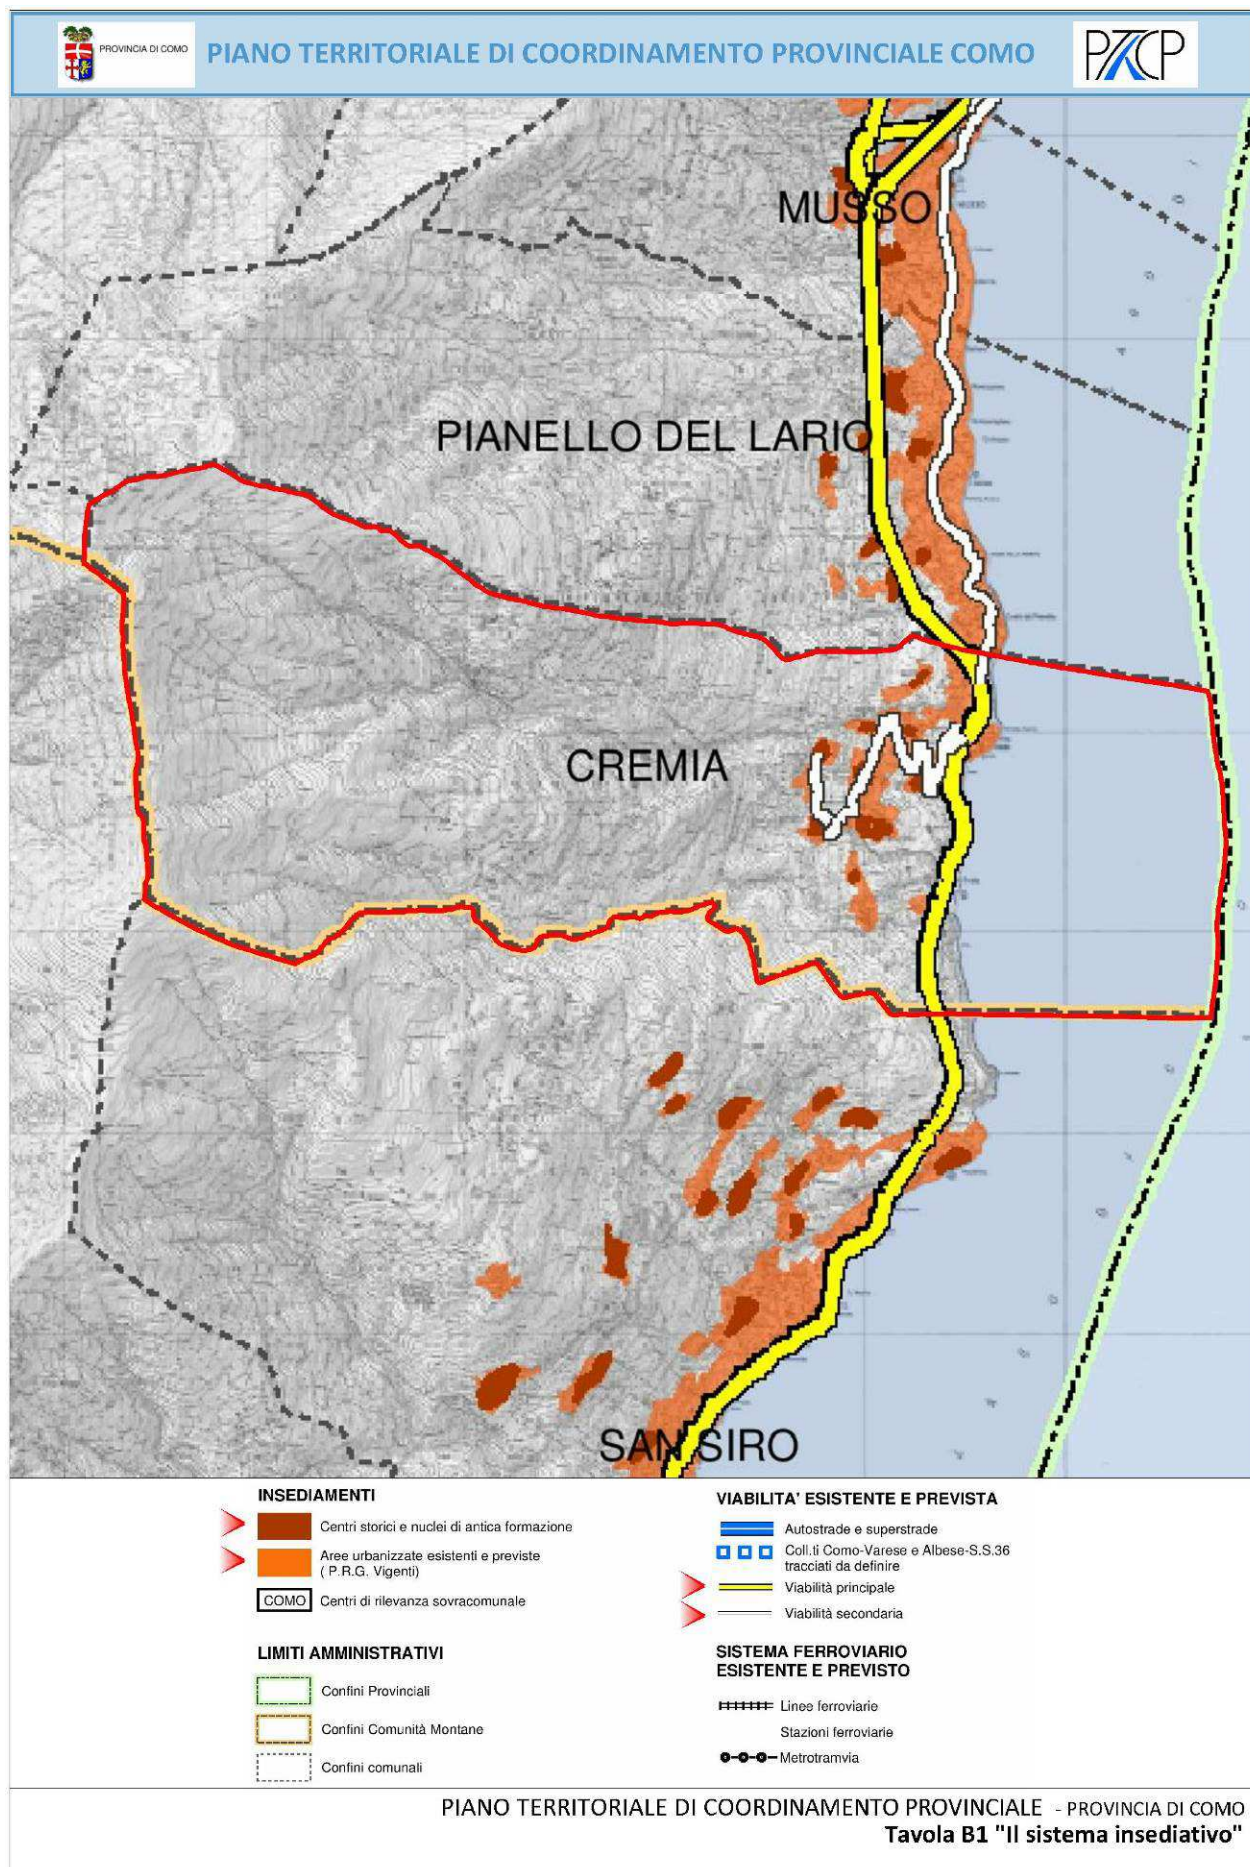 PROVINCIA DI COMO
PIANO TERRITORIALE DI COORDINAMENTO PROVINCIALE COMO
PTCP
MUSSO
PIANELLO DEL LARIO
CREMIA
SAN SIRO
INSEDIAMENTI
Centri storici e nuclei di antica formazione
Aree urbanizzate esistenti e previste
( P.R.G. Vigenti)
COMO Centri di rilevanza sovracomunale
LIMITI AMMINISTRATIVI
Confini Provinciali
Confini Comunità Montane
Confini comunali
VIABILITA' ESISTENTE E PREVISTA
Autostrade e superstrade
Coll.ti Como-Varese e Albese-S.S.36
tracciati da definire
Viabilità principale
Viabilità secondaria
SISTEMA FERROVIARIO
ESISTENTE E PREVISTO
Linee ferroviarie
Stazioni ferroviarie
Metrotramvia
PIANO TERRITORIALE DI COORDINAMENTO PROVINCIALE - PROVINCIA DI COMO
Tavola B1 "Il sistema insediativo"